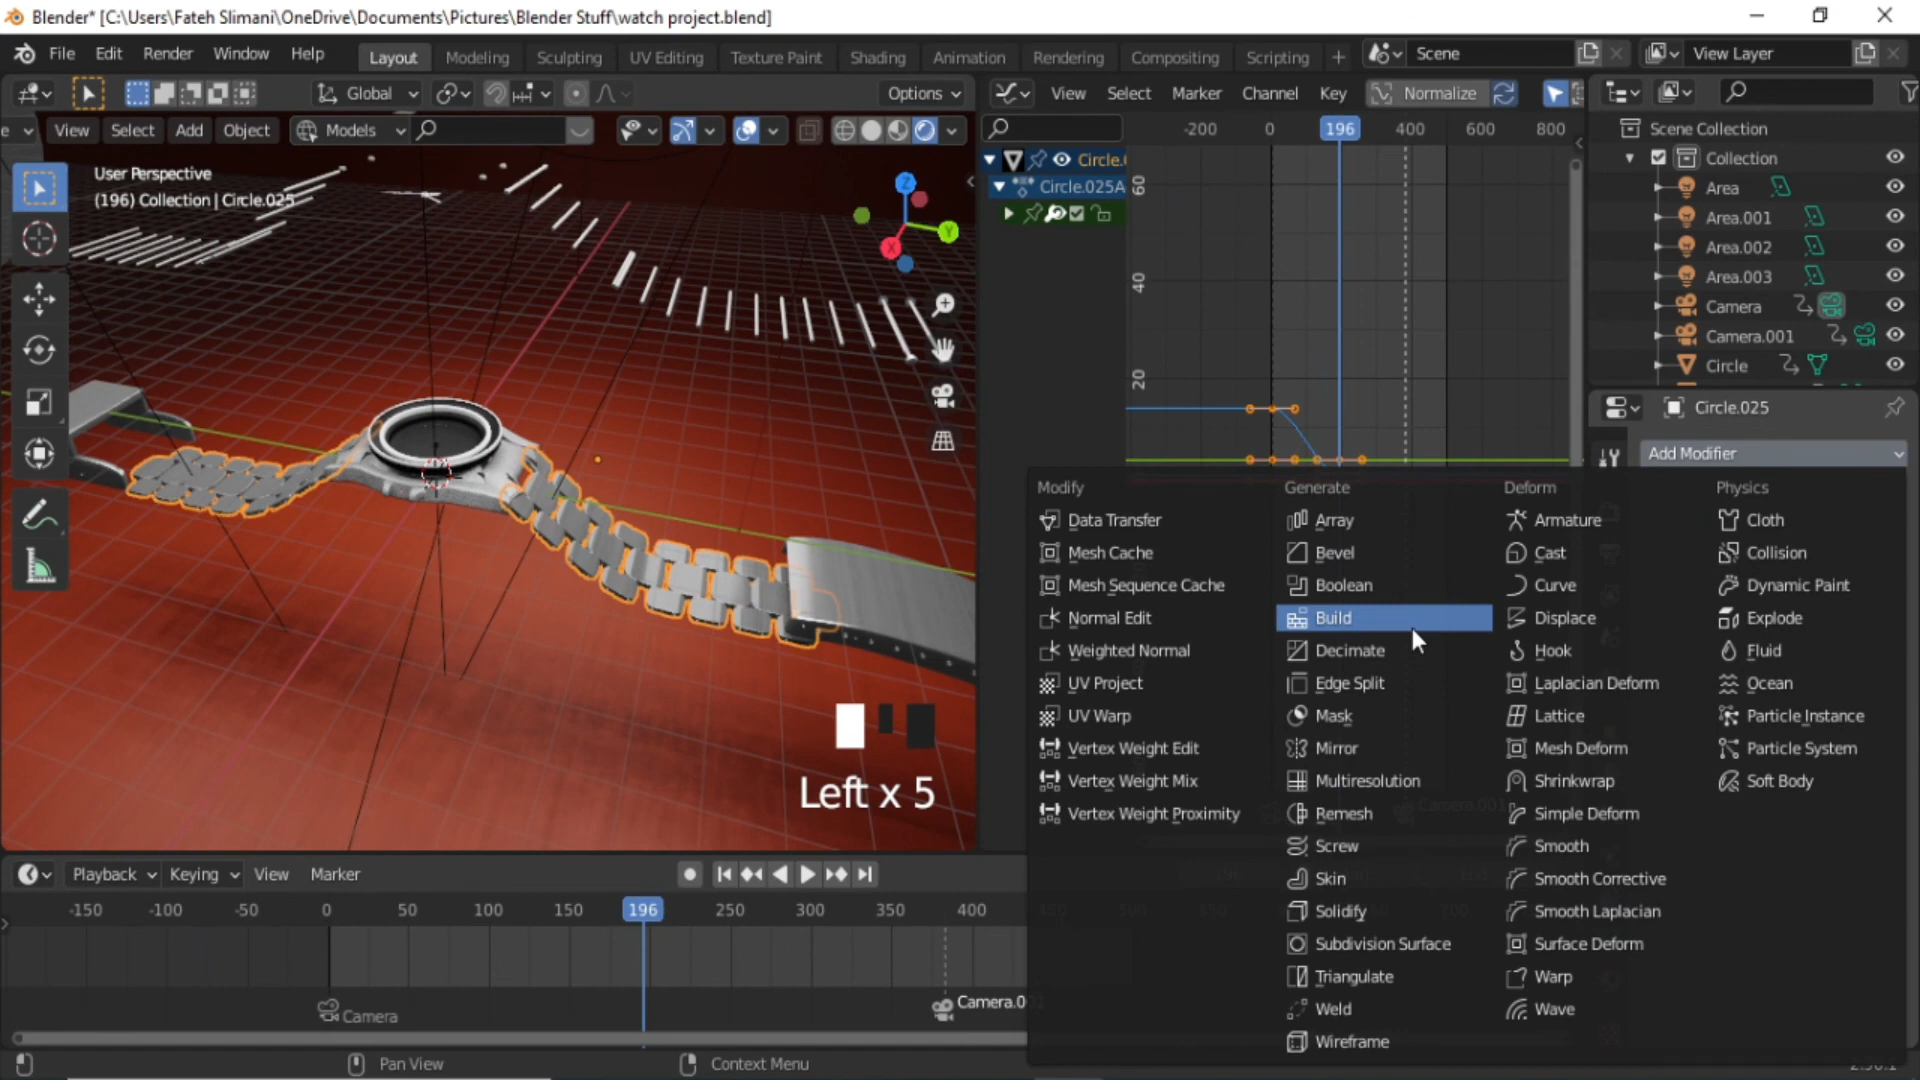 Blender* [C:\Users\Fateh Slimani\OneDrive\Documents\Pictures\Blender Stuff\watch project.blend]
File Edit Render Window Help Layout Modeling Sculpting UV Editing Texture Paint Shading Animation Rendering Compositing Scripting + Scene View Layer
Global Options View Select Marker Channel Key Normalize
e View Select Add Object Models -200 0 196 400 600 800 Scene Collection
User Perspective
(196) Collection | Circle.025
Z
Y
X
Circle.
Circle.025A
60
40
20
Collection
Area
Area.001
Area.002
Area.003
Camera
Camera.001
Circle
Circle.025
Add Modifier
Modify Generate Deform Physics
Data Transfer Array Armature Cloth
Mesh Cache Bevel Cast Collision
Mesh Sequence Cache Boolean Curve Dynamic Paint
Normal Edit Build Displace Explode
Weighted Normal Decimate Hook Fluid
UV Project Edge Split Laplacian Deform Ocean
UV Warp Mask Lattice Particle Instance
Vertex Weight Edit Mirror Mesh Deform Particle System
Vertex Weight Mix Multiresolution Shrinkwrap Soft Body
Vertex Weight Proximity Remesh Simple Deform
Screw Smooth
Skin Smooth Corrective
Solidify Smooth Laplacian
Subdivision Surface Surface Deform
Triangulate Warp
Weld Wave
Wireframe
Left x 5
Playback Keying View Marker
-150 -100 -50 0 50 100 150 196 250 300 350 400
Camera Camera.0
Pan View Context Menu